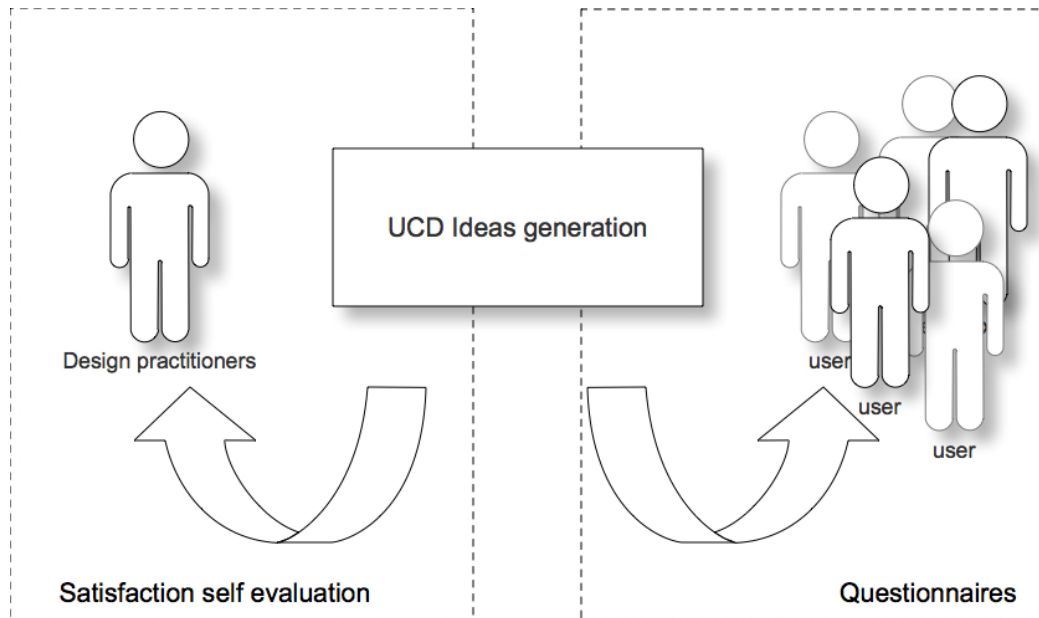 UCD Ideas generation
Design practitioners
user
user
user
Satisfaction self evaluation
Questionnaires